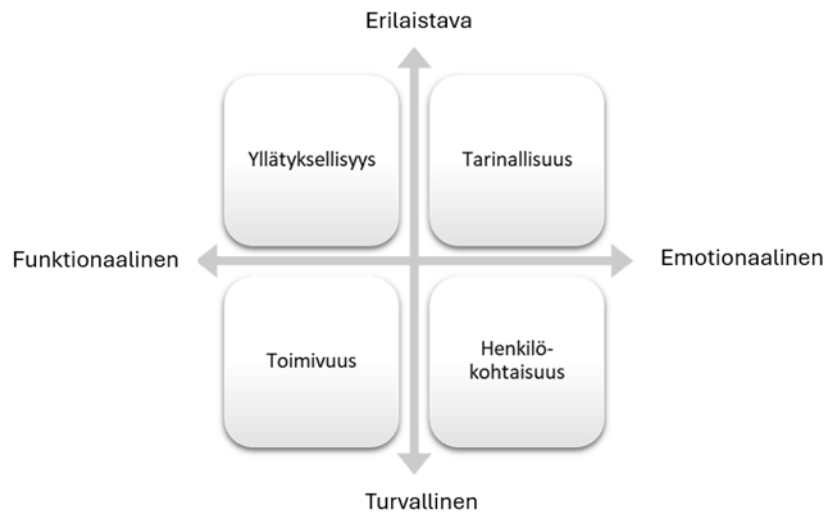 Erilaistava
Yllätyksellisyys
Tarinallisuus
Funktionaalinen
Emotionaalinen
Toimivuus
Henkilö-
kohtaisuus
Turvallinen